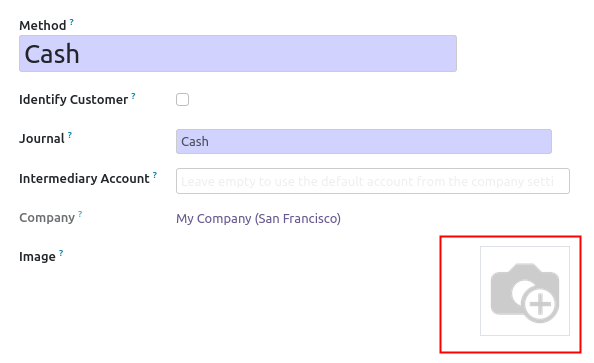 Method ?
Cash
Identify Customer ?
Journal ? Cash
Intermediary Account ? Leave empty to use the default account from the company setti
Company ? My Company (San Francisco)
Image ?